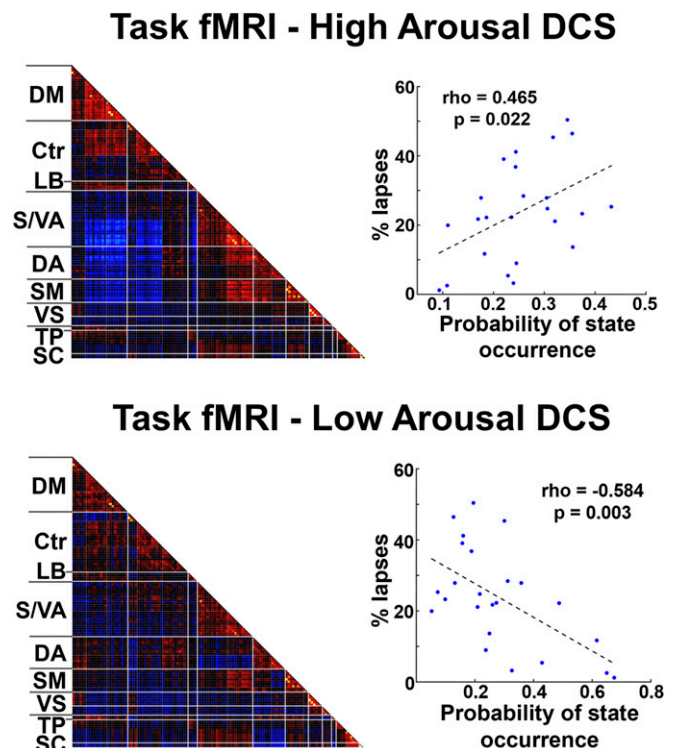 Task fMRI - High Arousal DCS
DM
Ctr
LB
S/VA
DA
SM
VS
TP
SC
60
40
20
0
% lapses
rho = 0.465
p = 0.022
0.1
0.2
0.3
0.4
0.5
Probability of state
occurrence
Task fMRI - Low Arousal DCS
DM
Ctr
LB
S/VA
DA
SM
VS
TP
SC
60
40
20
0
% lapses
rho = -0.584
p = 0.003
0.2
0.4
0.6
0.8
Probability of state
occurrence